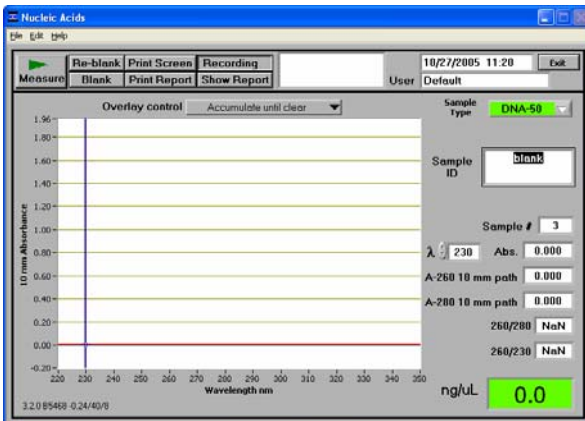 Nucleic Acids
File Edit Help
Measure Re-blank Print Screen Recording 10/27/2005 11:20 Exit
Blank Print Report Show Report User Default
Overlay control Accumulate until clear Sample Type DNA-50
Sample ID blank
Sample # 3
λ 230 Abs. 0.000
A-260 10 mm path 0.000
A-280 10 mm path 0.000
260/280 NaN
260/230 NaN
ng/uL 0.0
10 mm Absorbance
1.96
1.80
1.60
1.40
1.20
1.00
0.80
0.60
0.40
0.20
0.00
-0.20
220 230 240 250 260 270 280 290 300 310 320 330 340 350
Wavelength nm
3.2.0 B5468 -0.24/40/8